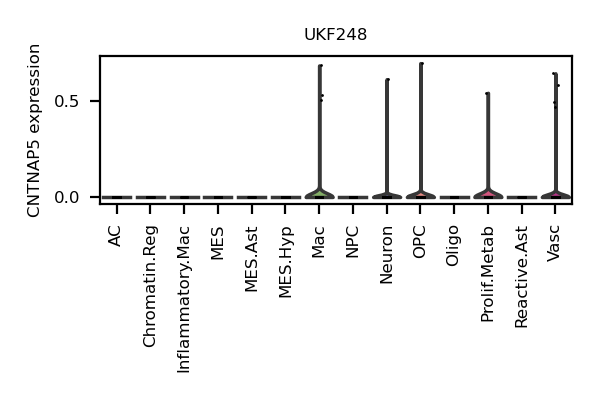 UKF248
CNTNAP5 expression
0.5
0.0
AC
Chromatin.Reg
Inflammatory.Mac
MES
MES.Ast
MES.Hyp
Mac
NPC
Neuron
OPC
Oligo
Prolif.Metab
Reactive.Ast
Vasc